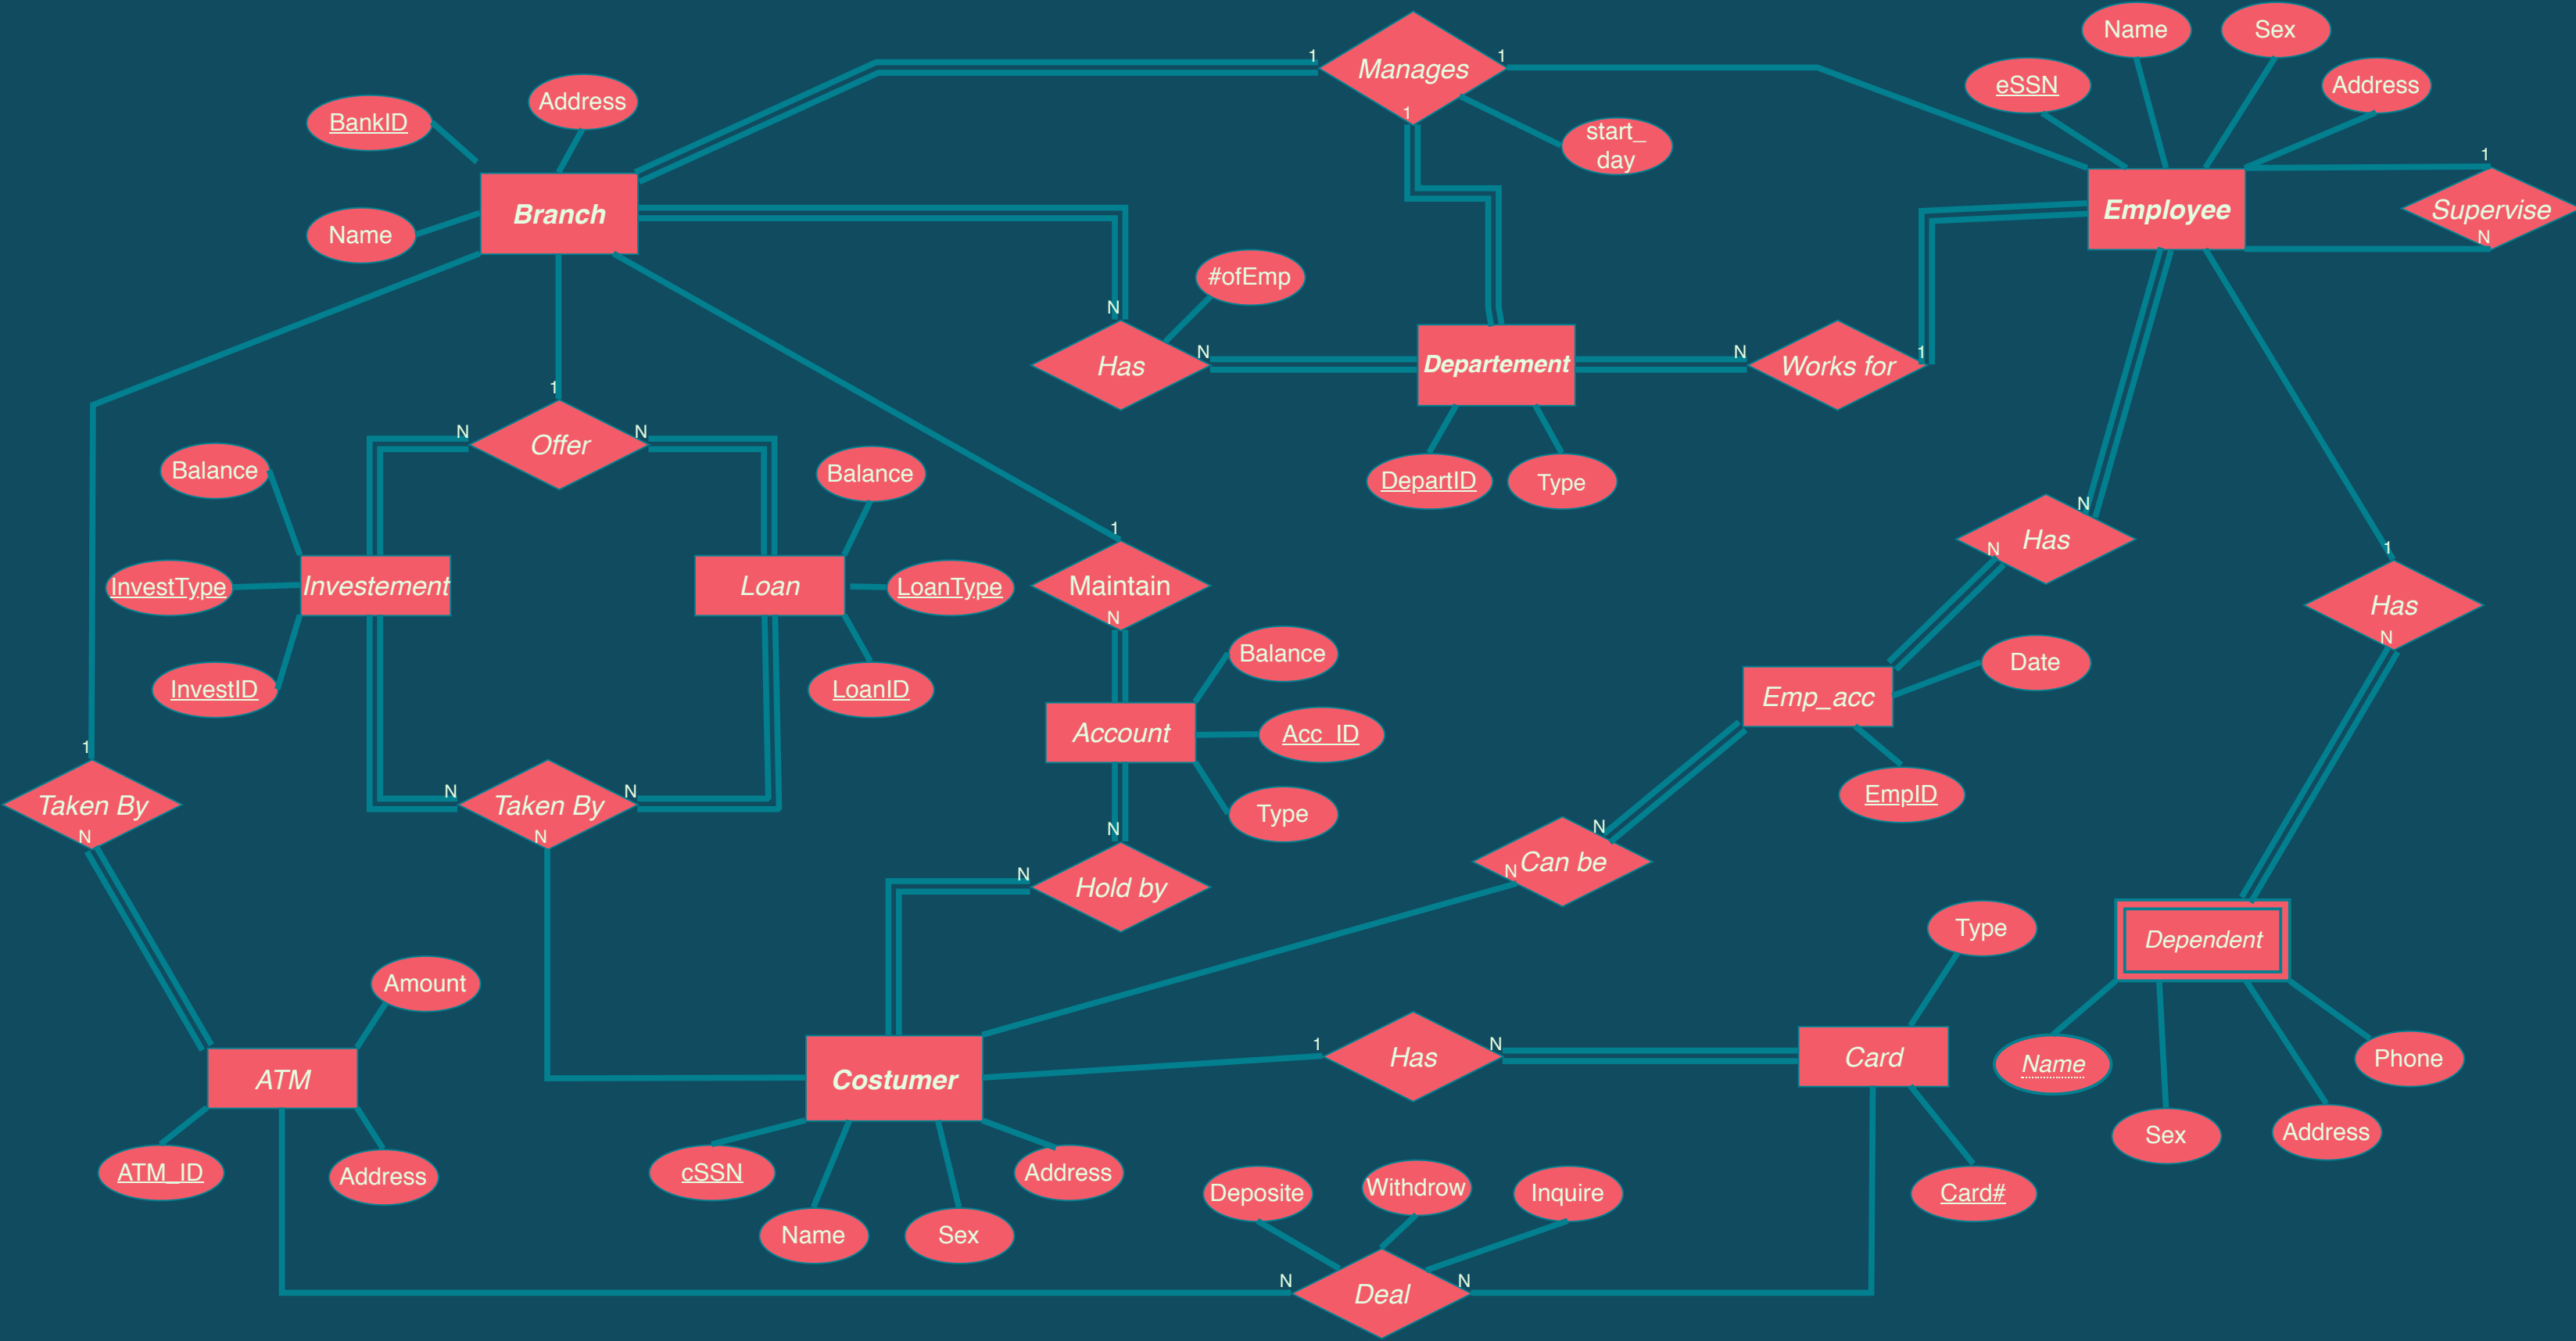 Name
Sex
eSSN
Address
1
Manages
1
1
start_
day
BankID
Address
Name
Branch
Employee
1
Supervise
N
#ofEmp
N
Has
N
Departement
N
Works for
1
DepartID
Type
1
N
Offer
N
Balance
InvestType
Investement
InvestID
Balance
Loan
LoanType
LoanID
1
Maintain
N
N
Has
N
1
Has
N
Balance
Account
Acc_ID
Type
Emp_acc
Date
EmpID
1
Taken By
N
N
Taken By
N
N
N
N
Hold by
N
Can be
N
Type
Dependent
Name
Sex
Address
Phone
Amount
ATM
ATM_ID
Address
Costumer
1
Has
N
Card
cSSN
Name
Sex
Address
Card#
Deposite
Withdrow
Inquire
N
Deal
N